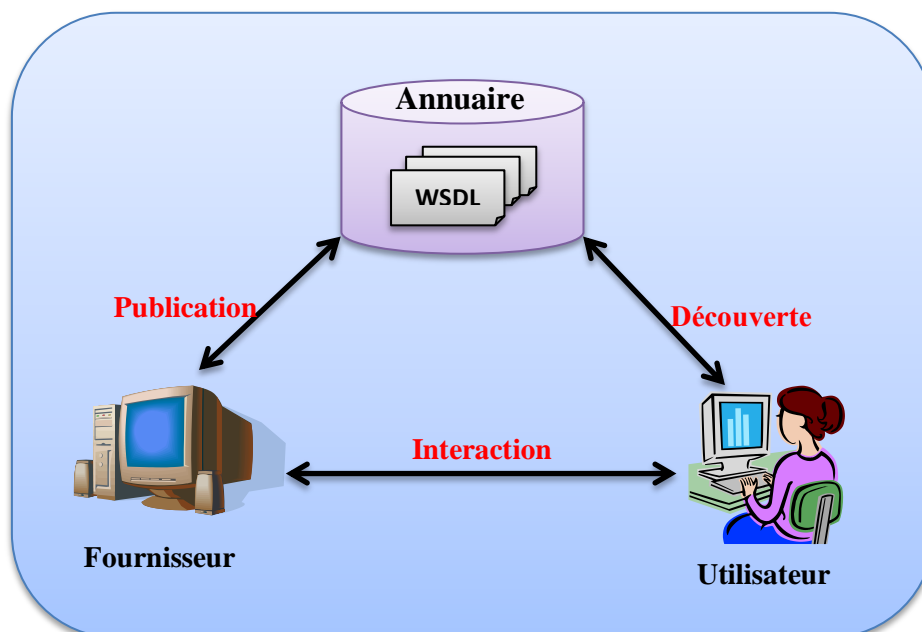 Annuaire
WSDL
Publication
Découverte
Interaction
Fournisseur
Utilisateur